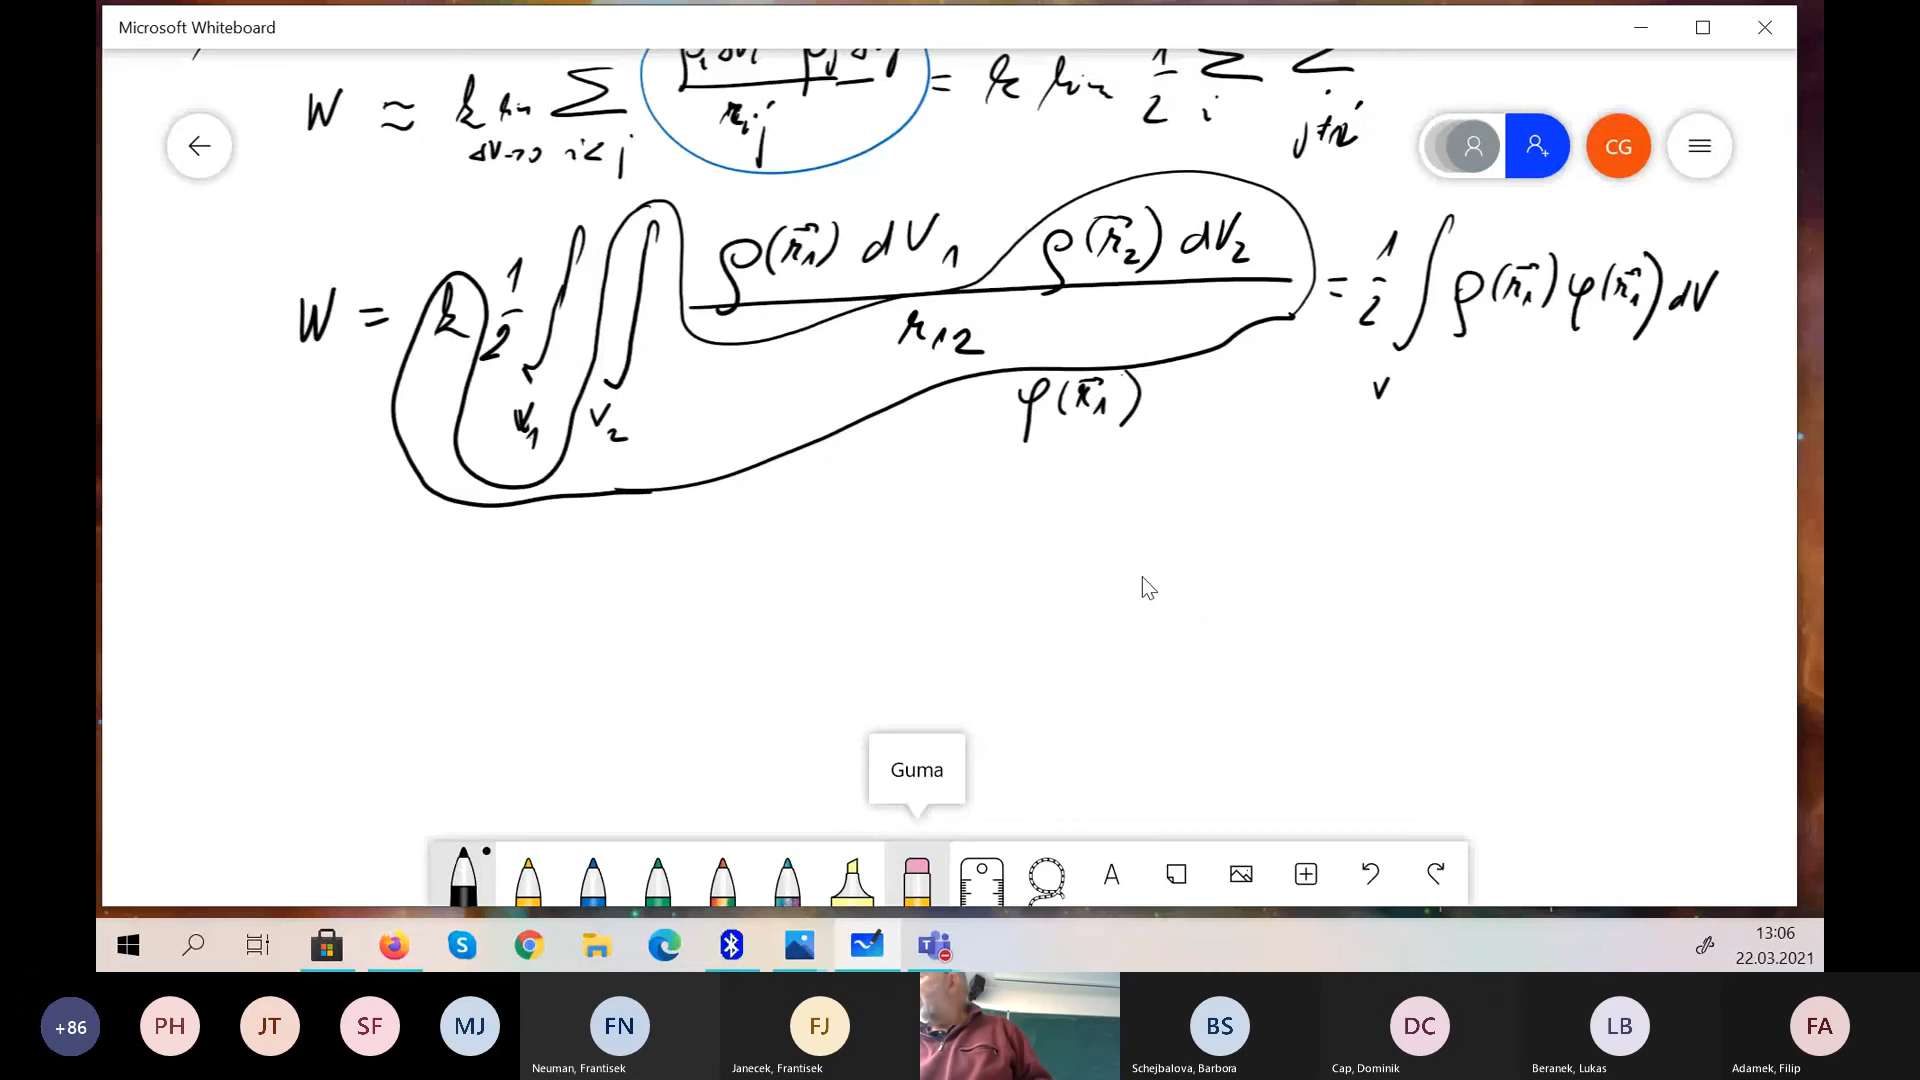 Microsoft Whiteboard
W ≈ k lim ∑ / r_ij = k lim 1/2 ∑ ∑
ΔV→0 i<j i j≠i
CG
W = k 1/2 ∫ ∫ ρ(r⃗₁) dV₁ ρ(r⃗₂) dV₂ / r₁₂ = 1/2 ∫ ρ(r⃗₁) φ(r⃗₁) dV
V₁ V₂ φ(r⃗₁) V
Guma
A
13:06
22.03.2021
+86 PH JT SF MJ FN FJ BS DC LB FA
Neuman, Frantisek Janecek, Frantisek Schejbalova, Barbora Cap, Dominik Beranek, Lukas Adamek, Filip